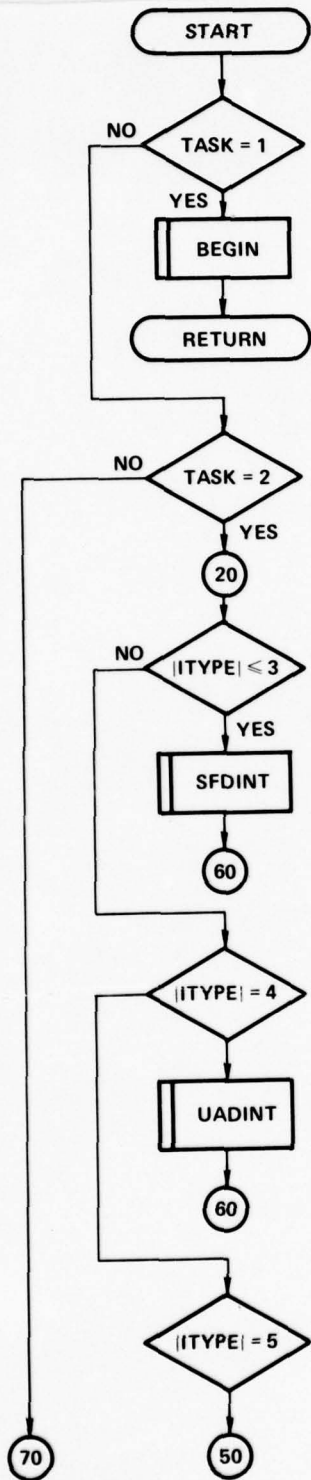 START
NO
TASK = 1
YES
BEGIN
RETURN
NO
TASK = 2
YES
20
NO
|ITYPE| ≤ 3
YES
SFDINT
60
|ITYPE| = 4
UADINT
60
|ITYPE| = 5
70
50